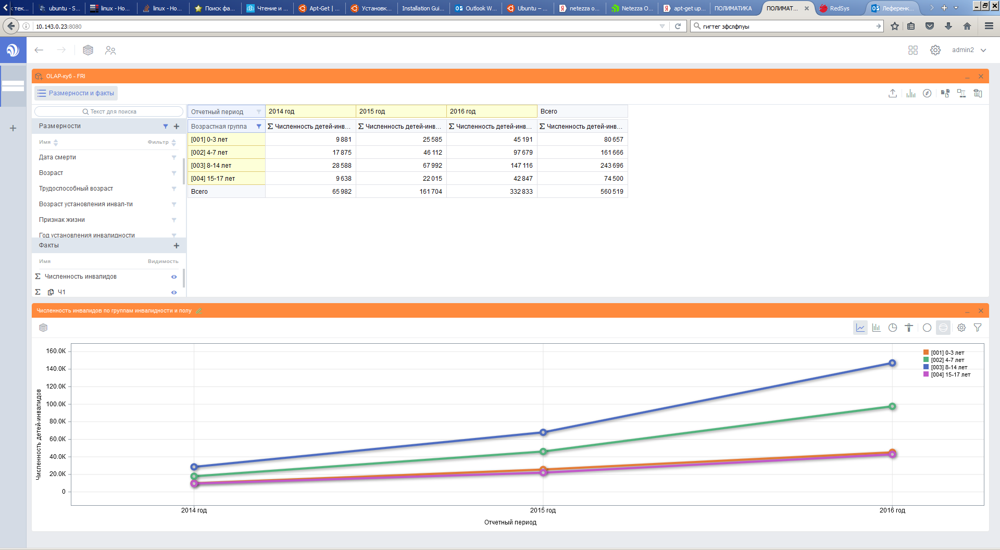 к тек...
ubuntu - S...
linux - Ho...
linux - Ho...
Поиск фа...
Чтение и ...
Apt-Get | ...
Установк...
Installation Gui...
Outlook W...
Ubuntu – ...
netezza o...
Netezza O...
apt-get up...
ПОЛИМАТИКА
ПОЛИМАТ...
RedSys
Леференк...
10.143.0.23:8080
гигтег зфслфпуы
admin2
OLAP-куб - FRI
Размерности и факты
Текст для поиска
Размерности
Имя Фильтр
Дата смерти
Возраст
Трудоспособный возраст
Возраст установления инвал-ти
Признак жизни
Год установления инвалидности
Факты
Имя Видимость
Σ Численность инвалидов
Σ Ч1
Отчетный период 2014 год 2015 год 2016 год Всего
Возрастная группа Σ Численность детей-инв... Σ Численность детей-инв... Σ Численность детей-инв... Σ Численность детей-инв...
[001] 0-3 лет 9 881 25 585 45 191 80 657
[002] 4-7 лет 17 875 46 112 97 679 161 666
[003] 8-14 лет 28 588 67 992 147 116 243 696
[004] 15-17 лет 9 638 22 015 42 847 74 500
Всего 65 982 161 704 332 833 560 519
Численность инвалидов по группам инвалидности и полу
160.0K
140.0K
120.0K
100.0K
80.0K
60.0K
40.0K
20.0K
0
Численность детей-инвалидов
[001] 0-3 лет
[002] 4-7 лет
[003] 8-14 лет
[004] 15-17 лет
2014 год 2015 год 2016 год
Отчетный период